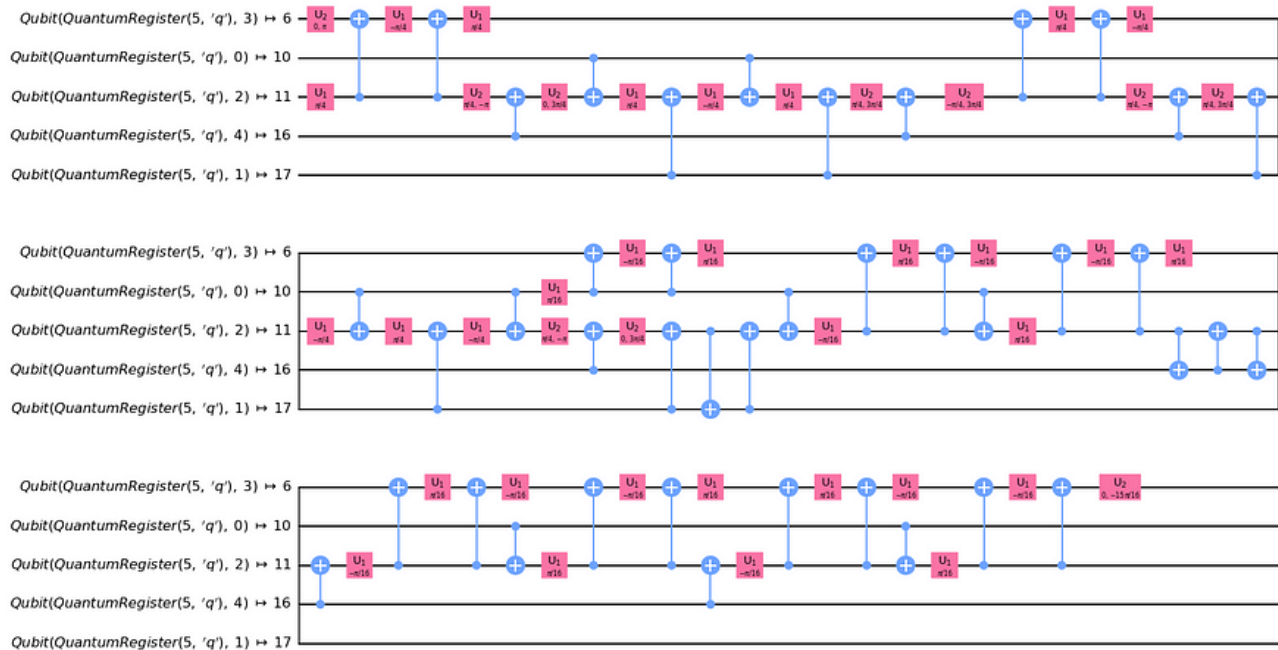 Qubit(QuantumRegister(5, 'q'), 3) ↦ 6 U₂ 0, π U₁ −π/4 U₁ π/4 U₁ π/4 U₁ −π/4
Qubit(QuantumRegister(5, 'q'), 0) ↦ 10
Qubit(QuantumRegister(5, 'q'), 2) ↦ 11 U₁ π/4 U₂ π/4, −π U₂ 0, 3π/4 U₁ π/4 U₁ −π/4 U₁ π/4 U₂ π/4, 3π/4 U₂ −π/4, 3π/4 U₂ π/4, −π U₂ π/4, 3π/4
Qubit(QuantumRegister(5, 'q'), 4) ↦ 16
Qubit(QuantumRegister(5, 'q'), 1) ↦ 17
Qubit(QuantumRegister(5, 'q'), 3) ↦ 6 U₁ −π/16 U₁ π/16 U₁ π/16 U₁ −π/16 U₁ −π/16 U₁ π/16
Qubit(QuantumRegister(5, 'q'), 0) ↦ 10 U₁ π/16
Qubit(QuantumRegister(5, 'q'), 2) ↦ 11 U₁ −π/4 U₁ π/4 U₁ −π/4 U₂ π/4, −π U₂ 0, 3π/4 U₁ −π/16 U₁ π/16
Qubit(QuantumRegister(5, 'q'), 4) ↦ 16
Qubit(QuantumRegister(5, 'q'), 1) ↦ 17
Qubit(QuantumRegister(5, 'q'), 3) ↦ 6 U₁ π/16 U₁ −π/16 U₁ −π/16 U₁ π/16 U₁ π/16 U₁ −π/16 U₁ −π/16 U₂ 0, −15π/16
Qubit(QuantumRegister(5, 'q'), 0) ↦ 10
Qubit(QuantumRegister(5, 'q'), 2) ↦ 11 U₁ −π/16 U₁ π/16 U₁ −π/16 U₁ π/16
Qubit(QuantumRegister(5, 'q'), 4) ↦ 16
Qubit(QuantumRegister(5, 'q'), 1) ↦ 17